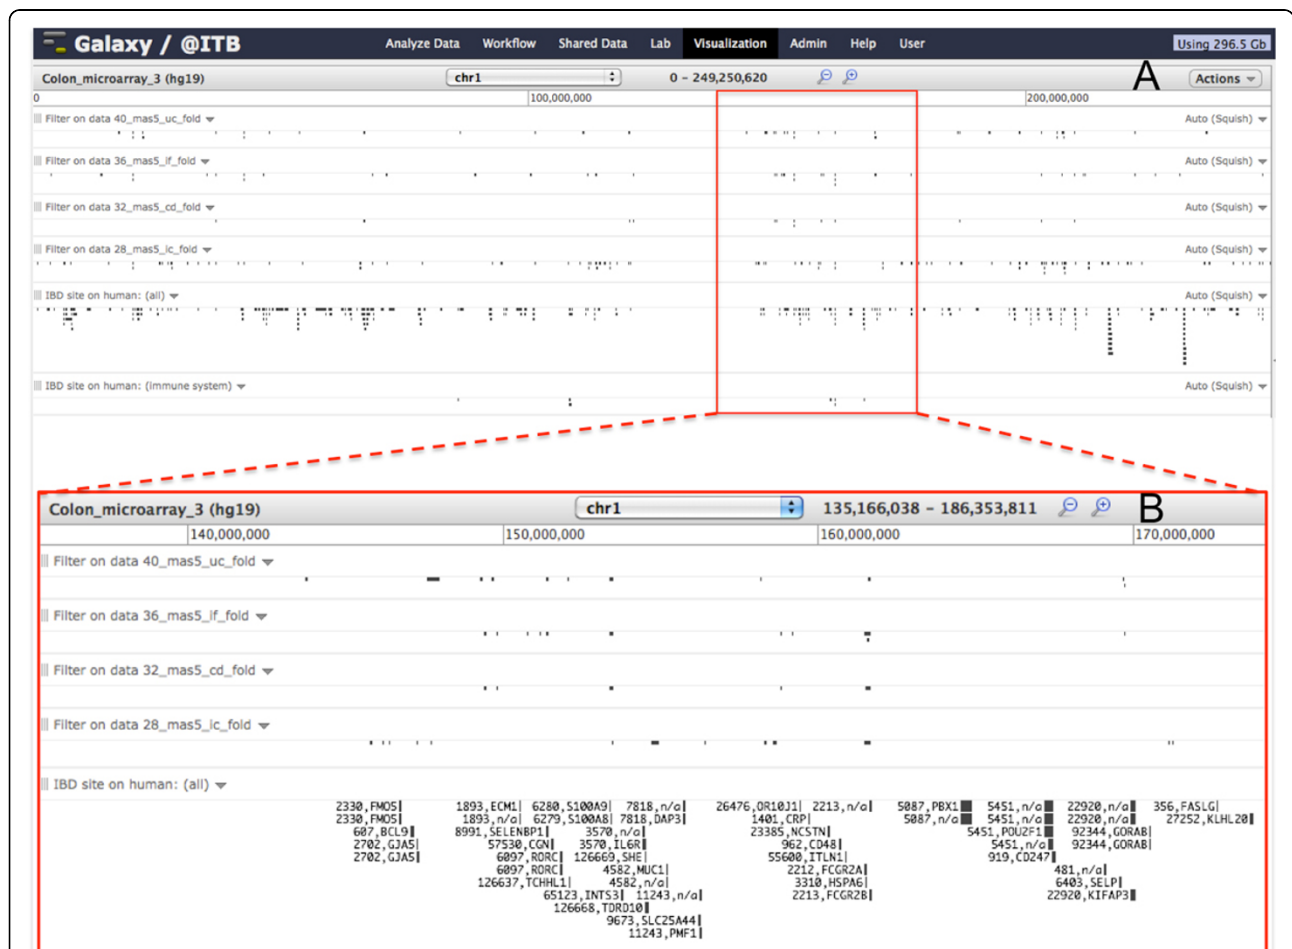 Galaxy / @ITB Analyze Data Workflow Shared Data Lab Visualization Admin Help User Using 296.5 Gb
Colon_microarray_3 (hg19) chr1 0 - 249,250,620 A Actions
0 100,000,000 200,000,000
Filter on data 40_mas5_uc_fold Auto (Squish)
Filter on data 36_mas5_if_fold Auto (Squish)
Filter on data 32_mas5_cd_fold Auto (Squish)
Filter on data 28_mas5_ic_fold Auto (Squish)
IBD site on human: (all) Auto (Squish)
IBD site on human: (immune system) Auto (Squish)
Colon_microarray_3 (hg19) chr1 135,166,038 - 186,353,811 B
140,000,000 150,000,000 160,000,000 170,000,000
Filter on data 40_mas5_uc_fold
Filter on data 36_mas5_if_fold
Filter on data 32_mas5_cd_fold
Filter on data 28_mas5_ic_fold
IBD site on human: (all)
2330,FMO5 1893,ECM1 6280,S100A9 7818,n/a 26476,OR10J1 2213,n/a 5087,PBX1 5451,n/a 22920,n/a 356,FASLG
2330,FMO5 1893,n/a 6279,S100A8 7818,DAP3 1401,CRP 5087,n/a 5451,n/a 22920,n/a 27252,KLHL20
607,BCL9 8991,SELENBP1 3570,n/a 23385,NCSTN 5451,POU2F1 92344,GORAB
2702,GJA5 57530,CGN 3570,IL6R 962,CD48 5451,n/a 92344,GORAB
2702,GJA5 6097,RORC 126669,SHE 55600,ITLN1 919,CD247
6097,RORC 4582,MUC1 2212,FCGR2A 481,n/a
126637,TCHHL1 4582,n/a 3310,HSPA6 6403,SELP
65123,INTS3 11243,n/a 2213,FCGR2B 22920,KIFAP3
126668,TDRD10
9673,SLC25A44
11243,PMF1